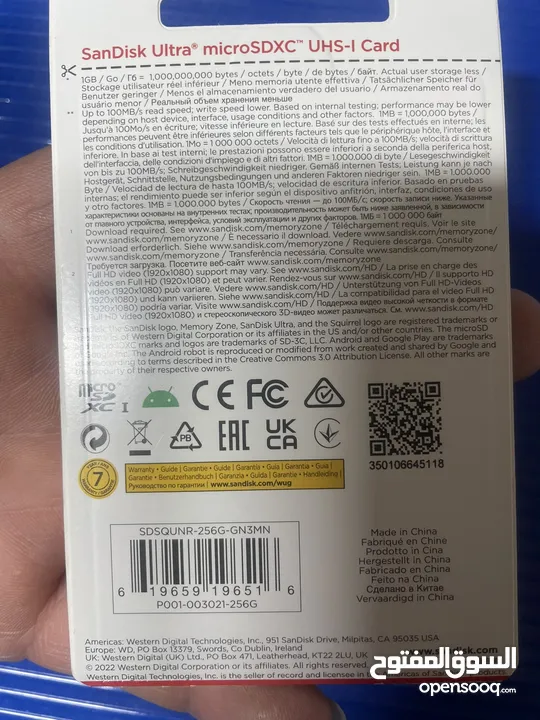 SanDisk Ultra® microSDXC™ UHS-I Card
1GB / Go / Гб = 1,000,000,000 bytes / octets / byte / de bytes / байт. Actual user storage less /
Stockage utilisateur réel inférieur / Meno memoria utente effettiva / Tatsächlicher Speicher für
Benutzer geringer / Menos el almacenamiento verdadero del usuario / Armazenamento real do
usuário menor / Реальный объем хранения меньше
Up to 100MB/s read speed; write speed lower. Based on internal testing; performance may be lower
depending on host device, interface, usage conditions and other factors. 1MB = 1,000,000 bytes /
Jusqu'à 100Mo/s en écriture; vitesse inférieure en lecture. Basé sur des tests effectués en interne; les
performances peuvent être inférieures selon différents facteurs tels que le périphérique hôte, l'interface et
les conditions d'utilisation. 1Mo = 1.000.000 octets / Velocità di lettura fino a 100MB/s; velocità di scrittura
inferiore. In base ai test interni; le prestazioni possono essere inferiori a seconda della periferica host,
dell'interfaccia, delle condizioni d'impiego e di altri fattori. 1MB = 1.000.000 byte / Lesegeschwindigkeit
von bis zu 100MB/s; Schreibgeschwindigkeit niedriger. Gemäß internen Tests; Leistung kann je nach
Hostgerät, Schnittstelle, Nutzungsbedingungen und anderen Faktoren niedriger sein. 1MB = 1.000.000
Byte / Velocidad de lectura de hasta 100MB/s; velocidad de escritura inferior. Basado en pruebas
internas; el rendimiento puede ser inferior según el dispositivo anfitrión, interfaz, condiciones de uso
y otro factores. 1MB = 1.000.000 de bytes / Скорость чтения — до 100МБ/с; скорость записи ниже. Указанные
характеристики основаны на внутренних тестах; производительность может быть ниже заявленной, в зависимости
от главного устройства, интерфейса, условий эксплуатации и других факторов. 1МБ = 1 000 000 байт
Download required. See www.sandisk.com/memoryzone / Téléchargement requis. Voir le site
www.sandisk.com/memoryzone / È necessario il download. Vedere www.sandisk.com/memoryzone /
Download erforderlich. Siehe www.sandisk.com/memoryzone / Requiere descarga. Consulte
www.sandisk.com/memoryzone / Transferência necessária. Consulte www.sandisk.com/memoryzone /
Требуется загрузка. Посетите веб-сайт www.sandisk.com/memoryzone
Full HD video (1920x1080) support may vary. See www.sandisk.com/HD / La prise en charge des
vidéos en Full HD (1920x1080) peut varier. Rendez-vous sur www.sandisk.com/HD / Il supporto HD
video (1920x1080) può variare. Vedere www.sandisk.com/HD / Unterstützung von Full-HD-Videos
(1920x1080) und kann variieren. Siehe www.sandisk.com/HD / La compatibilidad para el vídeo Full HD
(1920x1080) podría variar. Visita www.sandisk.com/HD / Поддержка видео высокой четкости в формате
HD video (1920x1080) и стереоскопического 3D-видео может различаться. См. www.sandisk.com/HD
the SanDisk logo, Memory Zone, SanDisk Ultra, and the Squirrel logo are registered trademarks or
of Western Digital Corporation or its affiliates in the US and/or other countries. The microSD
XC marks and logos are trademarks of SD-3C, LLC. Android and Google Play are trademarks
The Android robot is reproduced or modified from work created and shared by Google and
ing to terms described in the Creative Commons 3.0 Attribution License. All other marks are
erty of their respective owners.
micro SD XC I
CE FC
PB
EAC
UK CA
350106645118
7
Warranty • Guide | Garantie • Guide | Garantie • Guía | Garanzia • Guia |
Garantie • Benutzerhandbuch | Garanzia • Guida | Garantie • Handleiding |
Руководство по гарантии | www.sandisk.com/wug
SDSQUNR-256G-GN3MN
6 19659 19651 6
P001-003021-256G
Made in China
Fabriqué en Chine
Prodotto in Cina
Hergestellt in China
Fabricado en China
Feito na China
Сделано в Китае
Vervaardigd in China
Americas: Western Digital Technologies, Inc., 951 SanDisk Drive, Milpitas, CA 95035 USA
Europe: WD, PO Box 13379, Swords, Co Dublin, Ireland
UK: Western Digital (UK) Ltd., PO Box 471, Leatherhead, KT22 2LU, UK
www.sandisk.com
© 2022 Western Digital Corporation or its affiliates. All rights reserved.
Western Digital Technologies, Inc. is the seller of record and licensee in
السوق المفتوح
opensooq.com